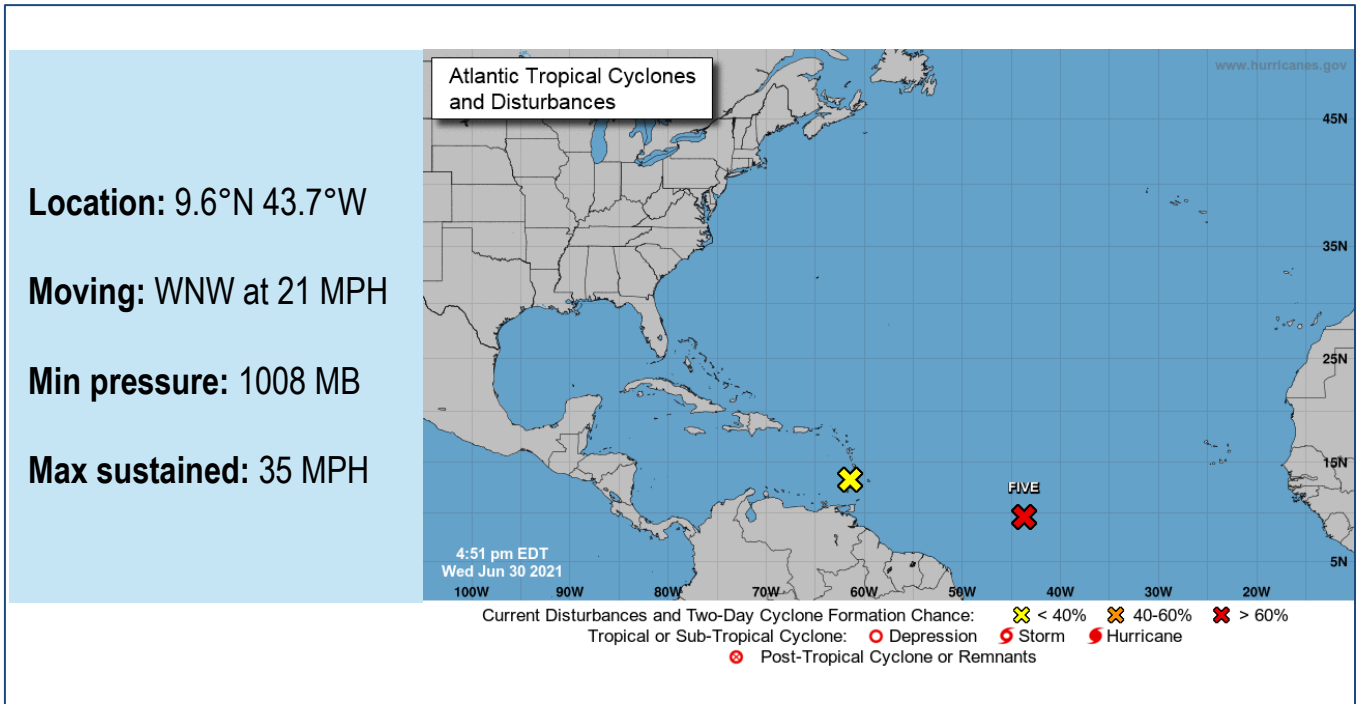 Atlantic Tropical Cyclones
and Disturbances
www.hurricanes.gov
Location: 9.6°N 43.7°W
Moving: WNW at 21 MPH
Min pressure: 1008 MB
Max sustained: 35 MPH
45N
35N
25N
15N
5N
FIVE
4:51 pm EDT
Wed Jun 30 2021
100W 90W 80W 70W 60W 50W 40W 30W 20W
Current Disturbances and Two-Day Cyclone Formation Chance: < 40% 40-60% > 60%
Tropical or Sub-Tropical Cyclone: Depression Storm Hurricane
Post-Tropical Cyclone or Remnants